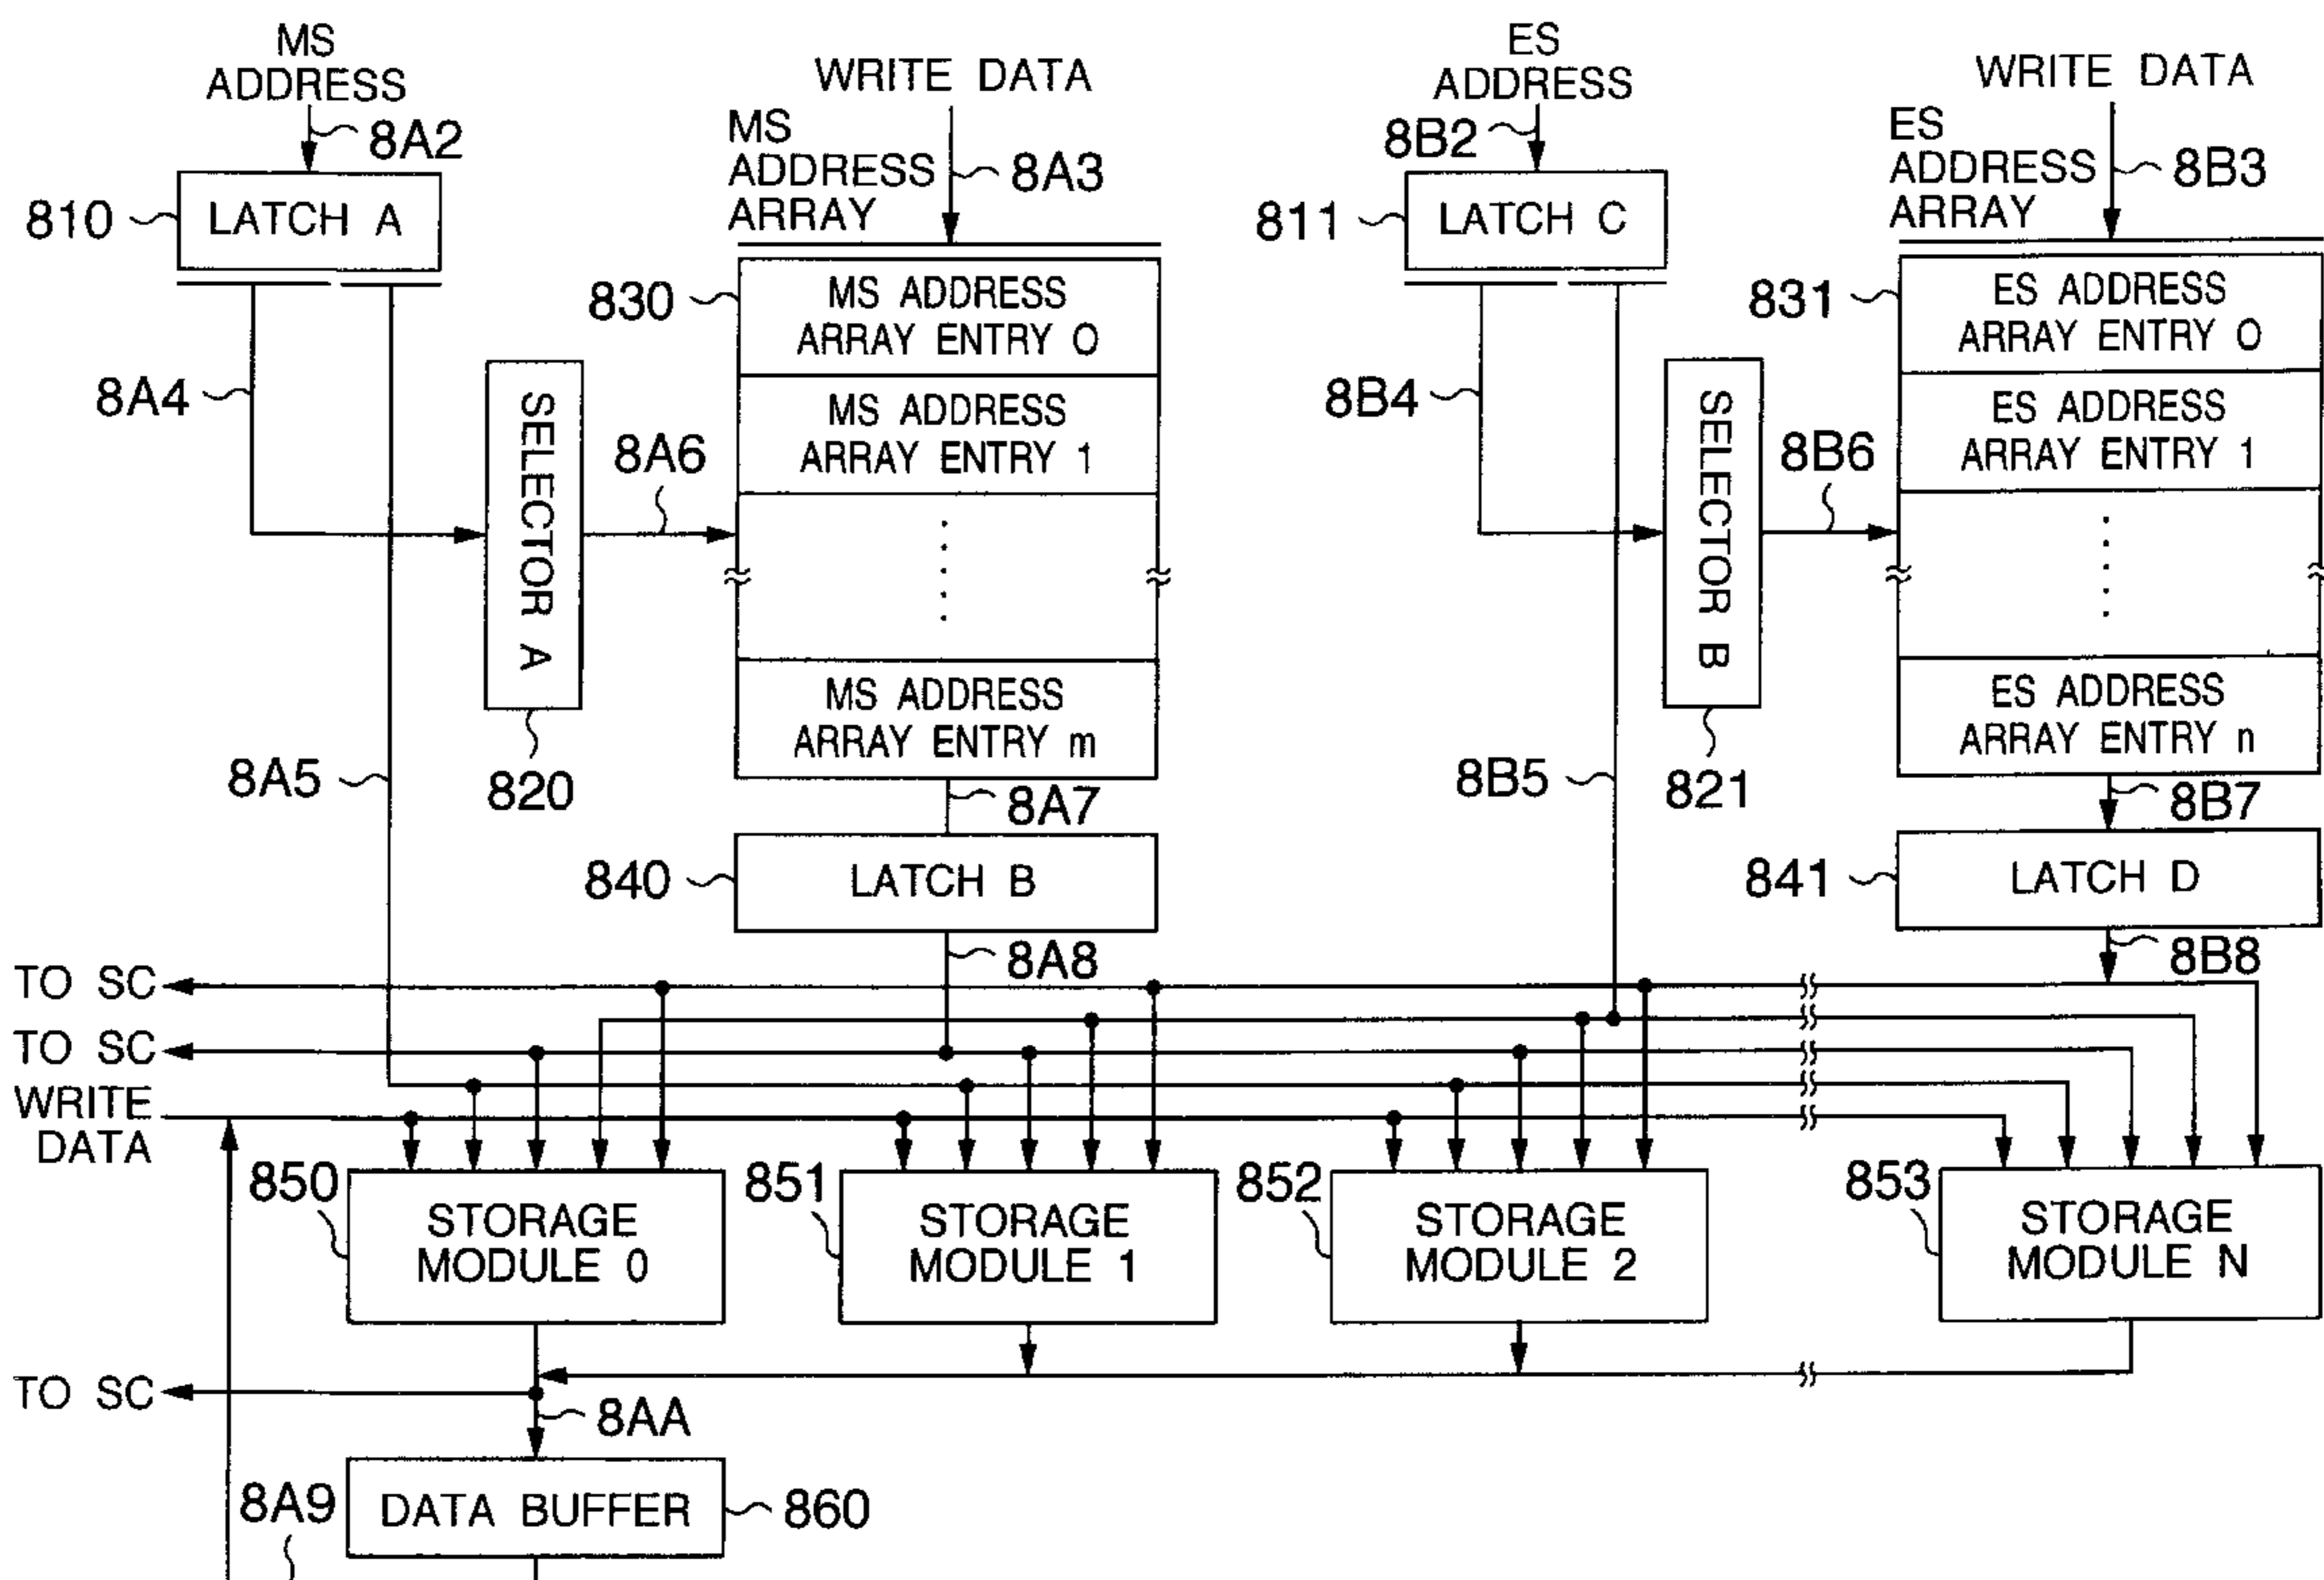 MS
ADDRESS
8A2
810
LATCH A
WRITE DATA
MS
ADDRESS
ARRAY
8A3
ES
ADDRESS
8B2
811
LATCH C
WRITE DATA
ES
ADDRESS
ARRAY
8B3
8A4
SELECTOR A
820
8A6
830
MS ADDRESS
ARRAY ENTRY 0
MS ADDRESS
ARRAY ENTRY 1
MS ADDRESS
ARRAY ENTRY m
8A5
8A7
840
LATCH B
8A8
8B4
SELECTOR B
821
8B6
831
ES ADDRESS
ARRAY ENTRY 0
ES ADDRESS
ARRAY ENTRY 1
ES ADDRESS
ARRAY ENTRY n
8B5
8B7
841
LATCH D
8B8
TO SC
TO SC
WRITE
DATA
850
STORAGE
MODULE 0
851
STORAGE
MODULE 1
852
STORAGE
MODULE 2
853
STORAGE
MODULE N
TO SC
8AA
8A9
DATA BUFFER
860